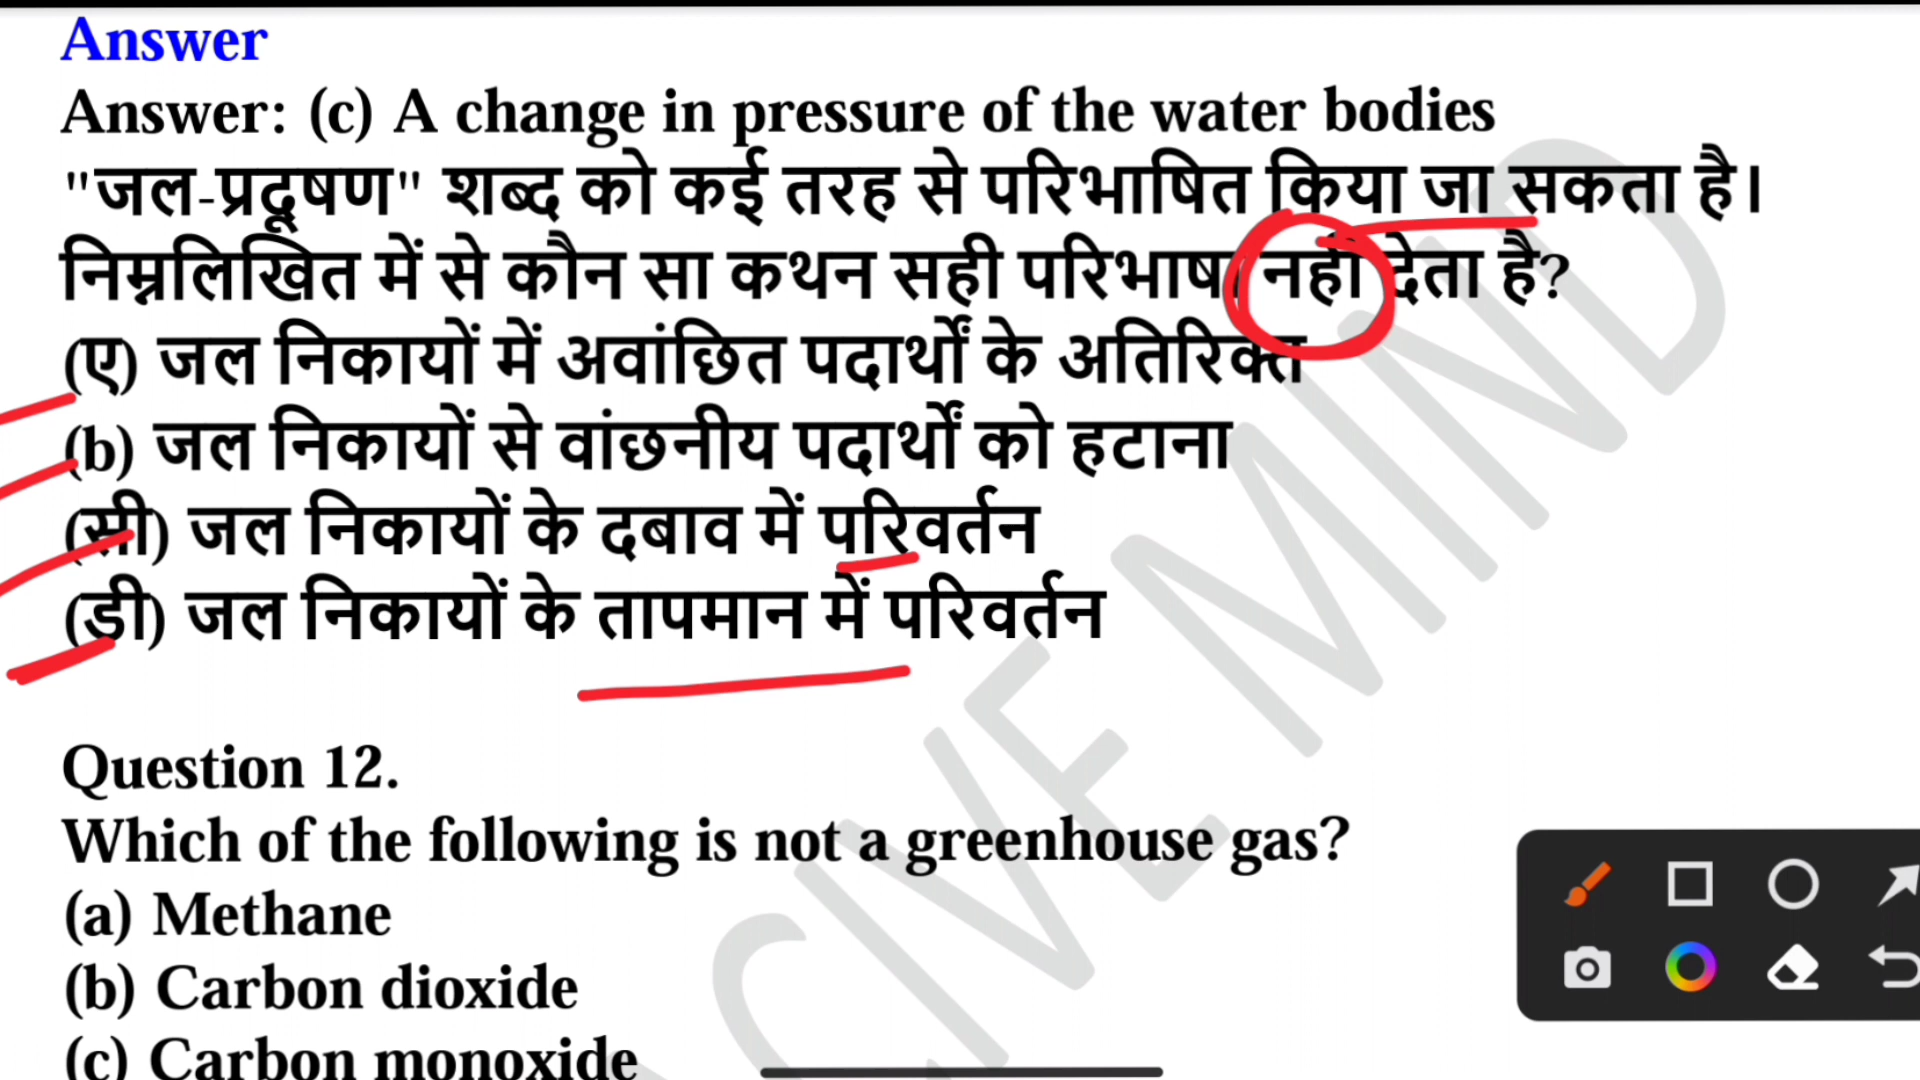 Answer
Answer: (c) A change in pressure of the water bodies
"जल-प्रदूषण" शब्द को कई तरह से परिभाषित किया जा सकता है।
निम्नलिखित में से कौन सा कथन सही परिभाषा नहीं देता है?
(ए) जल निकायों में अवांछित पदार्थों के अतिरिक्त
(b) जल निकायों से वांछनीय पदार्थों को हटाना
(सी) जल निकायों के दबाव में परिवर्तन
(डी) जल निकायों के तापमान में परिवर्तन
Question 12.
Which of the following is not a greenhouse gas?
(a) Methane
(b) Carbon dioxide
(c) Carbon monoxide
CIVE MIND